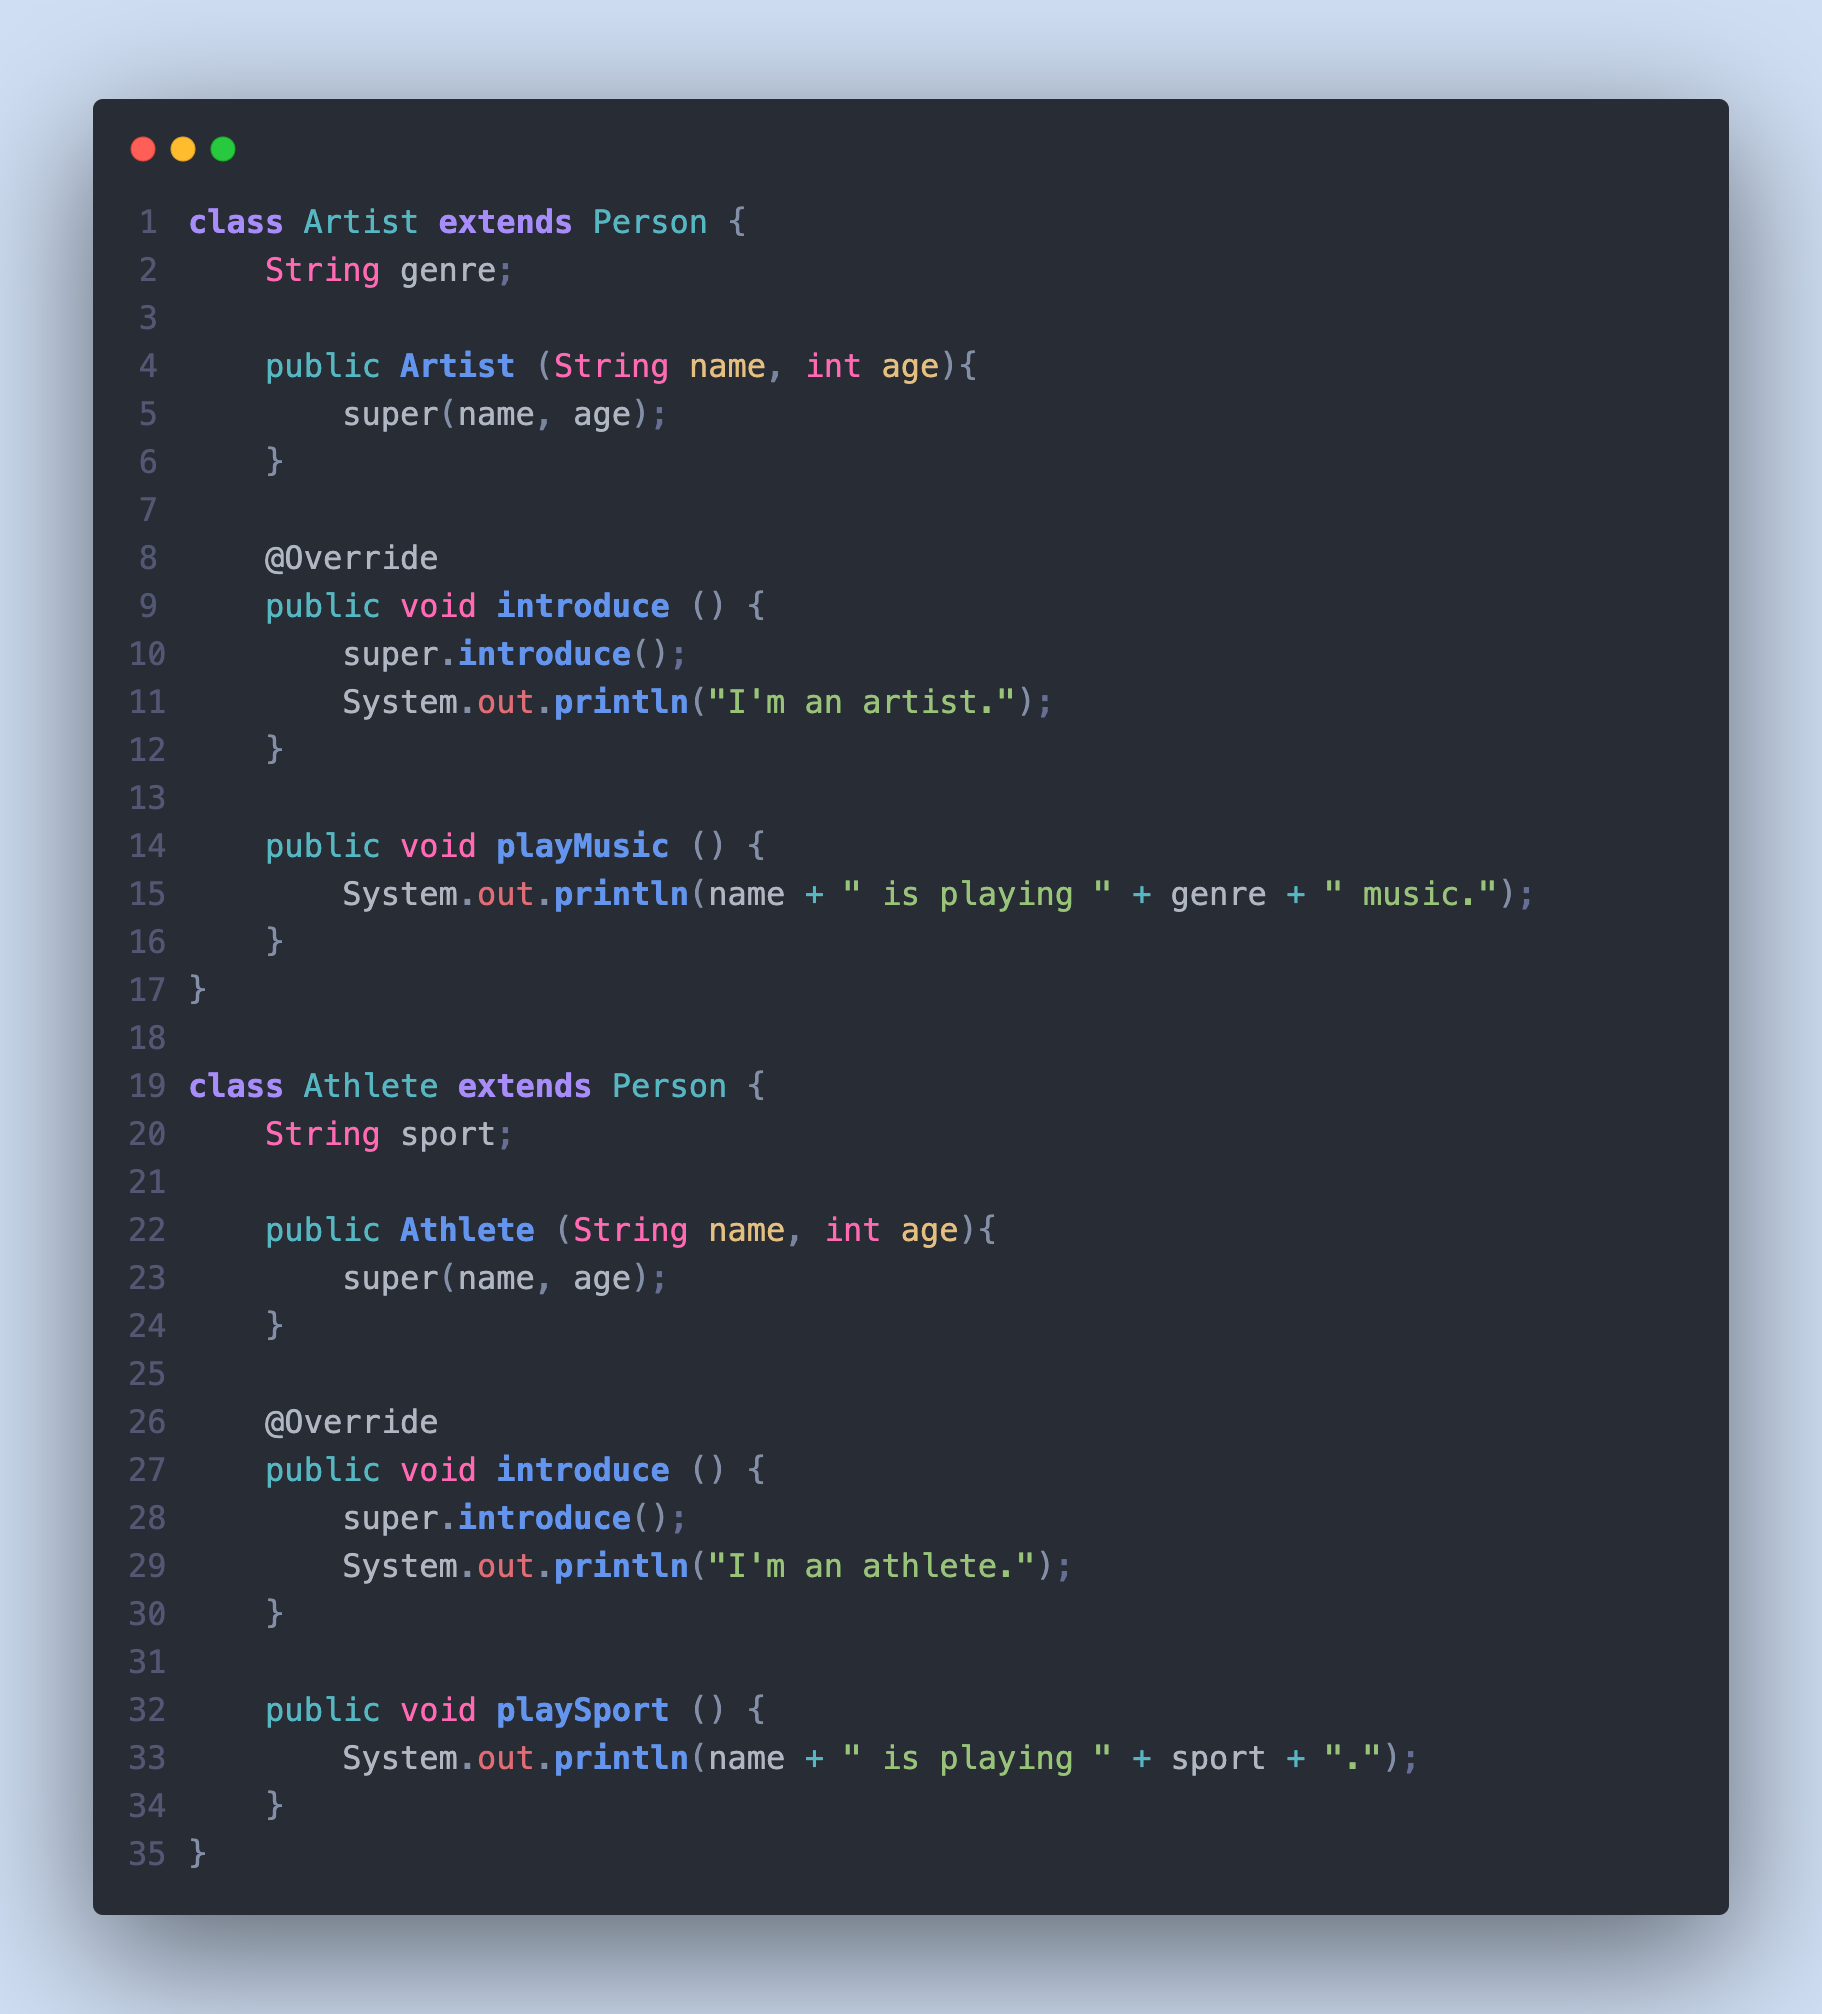 1 class Artist extends Person {
2     String genre;
3
4     public Artist (String name, int age){
5         super(name, age);
6     }
7
8     @Override
9     public void introduce () {
10         super.introduce();
11         System.out.println("I'm an artist.");
12     }
13
14     public void playMusic () {
15         System.out.println(name + " is playing " + genre + " music.");
16     }
17 }
18
19 class Athlete extends Person {
20     String sport;
21
22     public Athlete (String name, int age){
23         super(name, age);
24     }
25
26     @Override
27     public void introduce () {
28         super.introduce();
29         System.out.println("I'm an athlete.");
30     }
31
32     public void playSport () {
33         System.out.println(name + " is playing " + sport + ".");
34     }
35 }